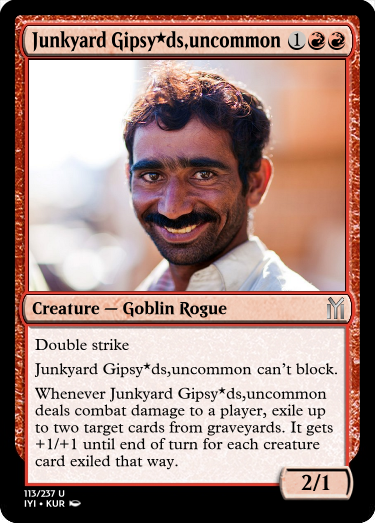 Junkyard Gipsy★ds,uncommon 1
Creature — Goblin Rogue
Double strike
Junkyard Gipsy★ds,uncommon can't block.
Whenever Junkyard Gipsy★ds,uncommon
deals combat damage to a player, exile up
to two target cards from graveyards. It gets
+1/+1 until end of turn for each creature
card exiled that way.
2/1
113/237 U
IYI • KUR